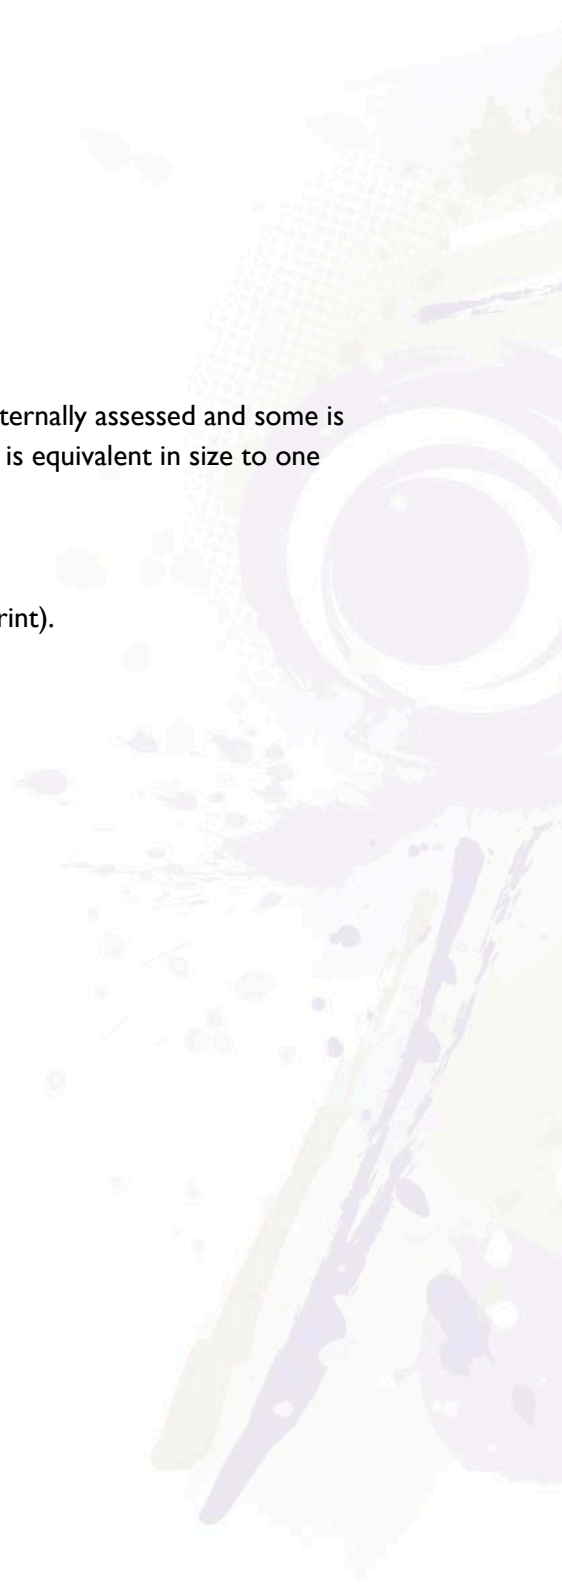 ternally assessed and some is
is equivalent in size to one
rint).